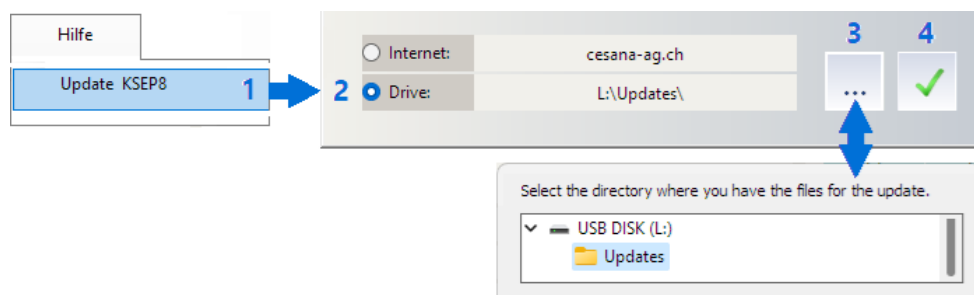 Hilfe
Update KSEP8 1
2
Internet: cesana-ag.ch
Drive: L:\Updates\
3 4
...
Select the directory where you have the files for the update.
USB DISK (L:)
Updates